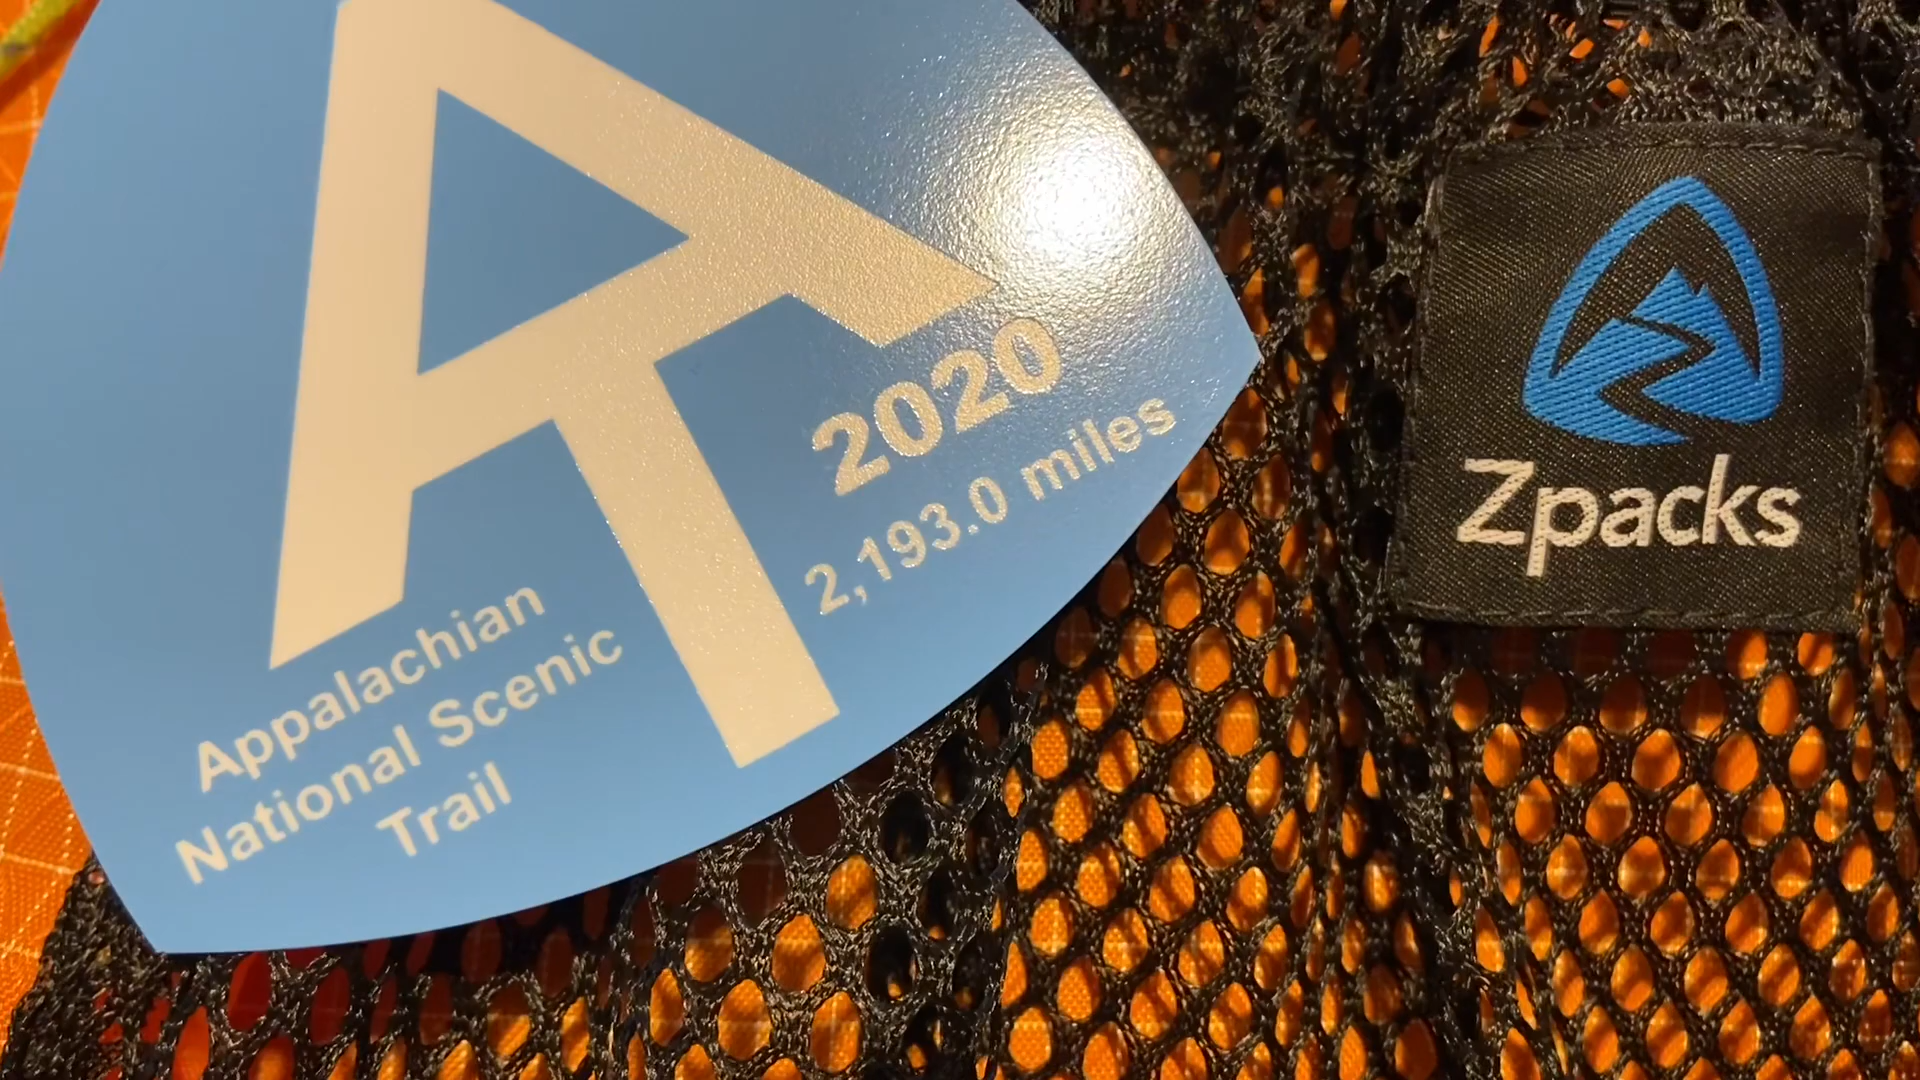 AT
2020
2,193.0 miles
Appalachian
National Scenic
Trail
Zpacks